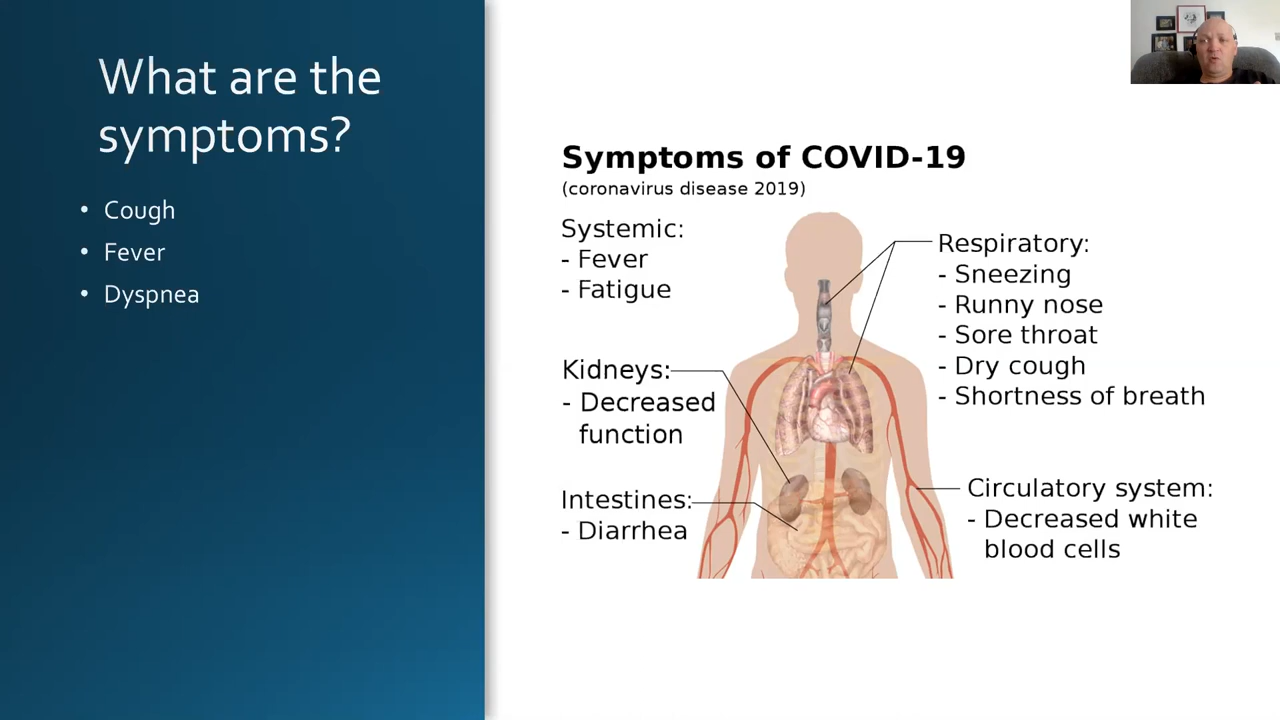 What are the
symptoms?
• Cough
• Fever
• Dyspnea
Symptoms of COVID-19
(coronavirus disease 2019)
Systemic:
- Fever
- Fatigue
Kidneys:
- Decreased
function
Intestines:
- Diarrhea
Respiratory:
- Sneezing
- Runny nose
- Sore throat
- Dry cough
- Shortness of breath
Circulatory system:
- Decreased white
blood cells